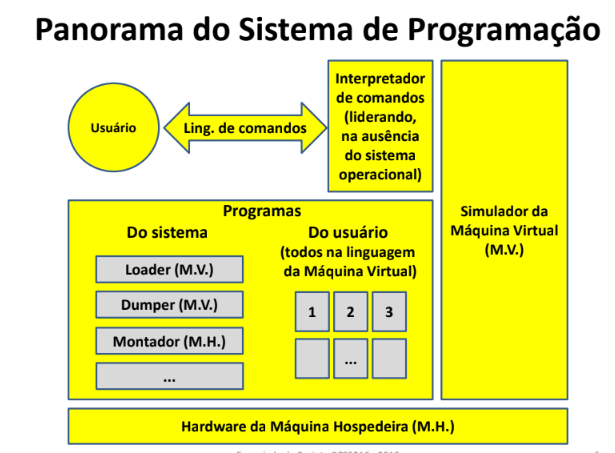 Panorama do Sistema de Programação
Usuário
Ling. de comandos
Interpretador
de comandos
(liderando,
na ausência
do sistema
operacional)
Simulador da
Máquina Virtual
(M.V.)
Programas
Do sistema
Loader (M.V.)
Dumper (M.V.)
Montador (M.H.)
...
Do usuário
(todos na linguagem
da Máquina Virtual)
1 2 3
...
Hardware da Máquina Hospedeira (M.H.)